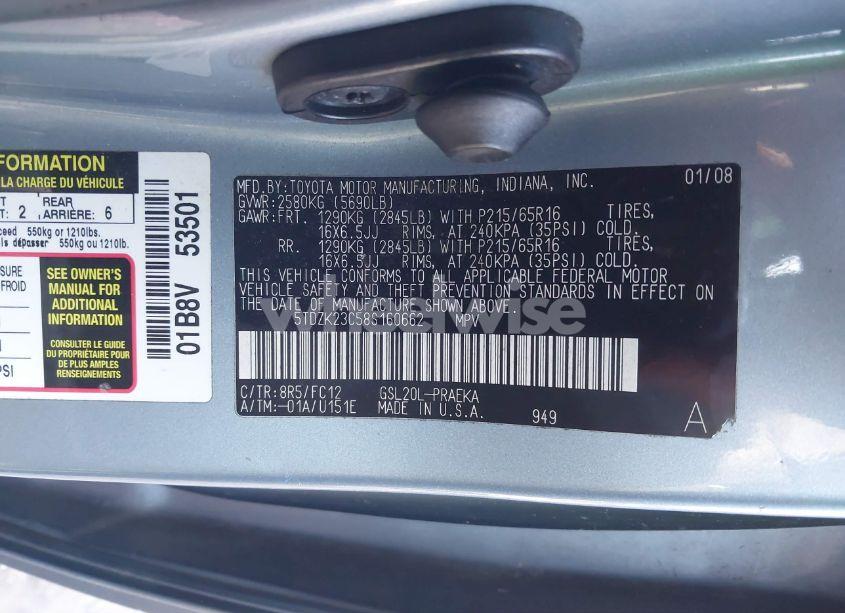 FORMATION
LA CHARGE DU VÉHICULE
2 REAR ARRIÈRE: 6
ceed 550kg or 1210lbs.
is dépasser 550kg ou 1210lb.
SEE OWNER'S
MANUAL FOR
ADDITIONAL
INFORMATION
CONSULTER LE GUIDE
DU PROPRIÉTAIRE POUR
DE PLUS AMPLES
RENSEIGNEMENTS
PSI
01B8V 53501
MFD.BY:TOYOTA MOTOR MANUFACTURING, INDIANA, INC. 01/08
GVWR:2580KG (5690LB)
GAWR:FRT. 1290KG (2845LB) WITH P215/65R16 TIRES,
16X6.5JJ RIMS, AT 240KPA (35PSI) COLD.
RR. 1290KG (2845LB) WITH P215/65R16 TIRES,
16X6.5JJ RIMS, AT 240KPA (35PSI) COLD.
THIS VEHICLE CONFORMS TO ALL APPLICABLE FEDERAL MOTOR
VEHICLE SAFETY AND THEFT PREVENTION STANDARDS IN EFFECT ON
THE DATE OF MANUFACTURE SHOWN ABOVE.
5TDZK23C58S160662 MPV
C/TR:8R5/FC12 GSL20L-PRAEKA
A/TM:-01A/U151E MADE IN U.S.A. 949 A